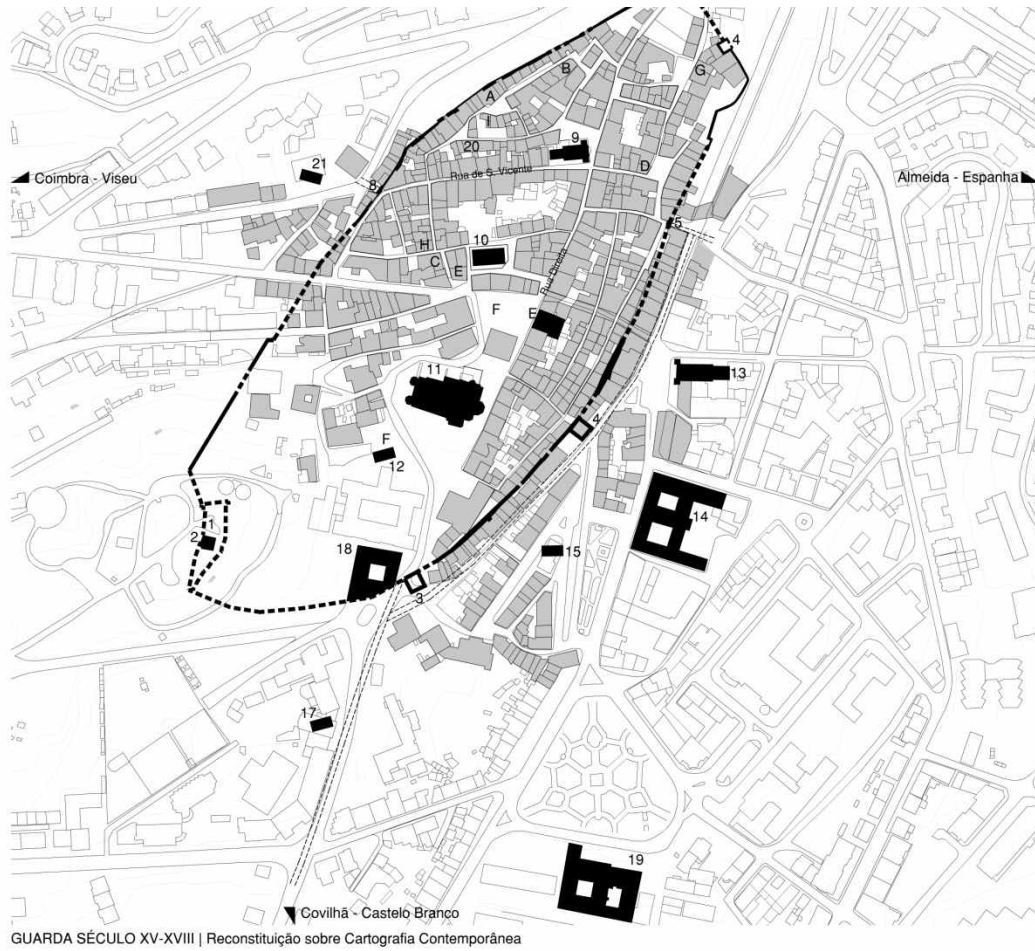 4
B
G
A
I
9
20
D
21
Rua de S. Vicente
Coimbra - Viseu
8
Almeida - Espanha
5
H
10
C
E
Rua Direita
F
E
11
13
4
F
12
1
2
14
18
15
3
17
19
Covilhã - Castelo Branco
GUARDA SÉCULO XV-XVIII | Reconstituição sobre Cartografia Contemporânea